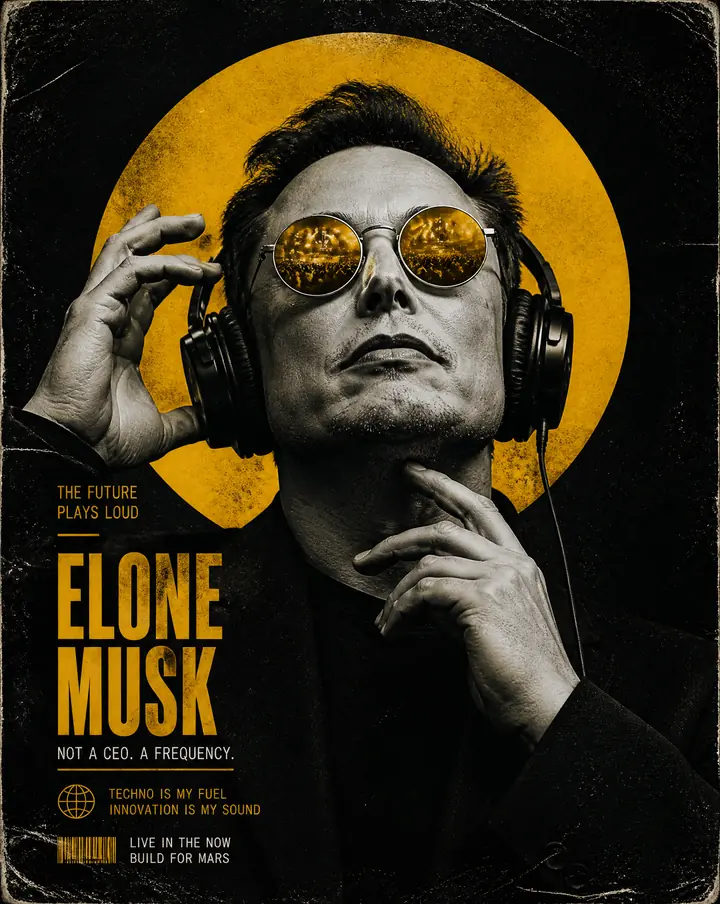 THE FUTURE
PLAYS LOUD
ELONE
MUSK
NOT A CEO. A FREQUENCY.
TECHNO IS MY FUEL
INNOVATION IS MY SOUND
LIVE IN THE NOW
BUILD FOR MARS